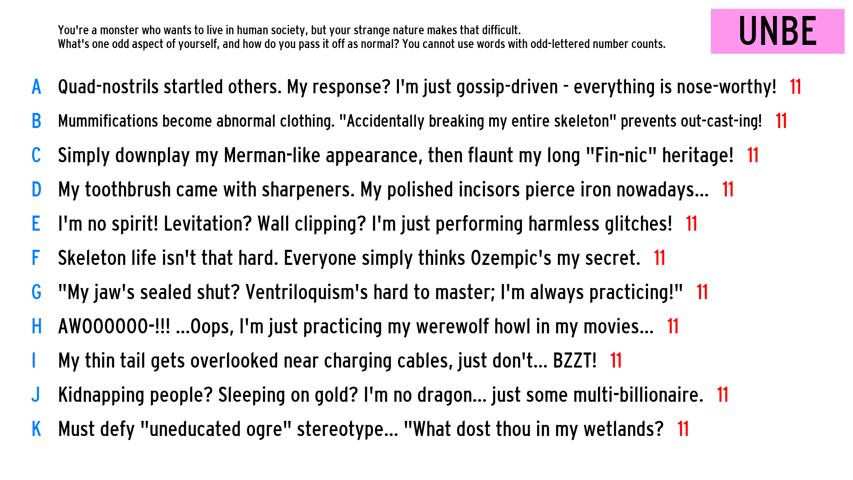 You're a monster who wants to live in human society, but your strange nature makes that difficult.
What's one odd aspect of yourself, and how do you pass it off as normal? You cannot use words with odd-lettered number counts.
UNBE
A Quad-nostrils startled others. My response? I'm just gossip-driven - everything is nose-worthy! 11
B Mummifications become abnormal clothing. "Accidentally breaking my entire skeleton" prevents out-cast-ing! 11
C Simply downplay my Merman-like appearance, then flaunt my long "Fin-nic" heritage! 11
D My toothbrush came with sharpeners. My polished incisors pierce iron nowadays... 11
E I'm no spirit! Levitation? Wall clipping? I'm just performing harmless glitches! 11
F Skeleton life isn't that hard. Everyone simply thinks Ozempic's my secret. 11
G "My jaw's sealed shut? Ventriloquism's hard to master; I'm always practicing!" 11
H AWOOOOOO-!!! ...Oops, I'm just practicing my werewolf howl in my movies... 11
I My thin tail gets overlooked near charging cables, just don't... BZZT! 11
J Kidnapping people? Sleeping on gold? I'm no dragon... just some multi-billionaire. 11
K Must defy "uneducated ogre" stereotype... "What dost thou in my wetlands? 11